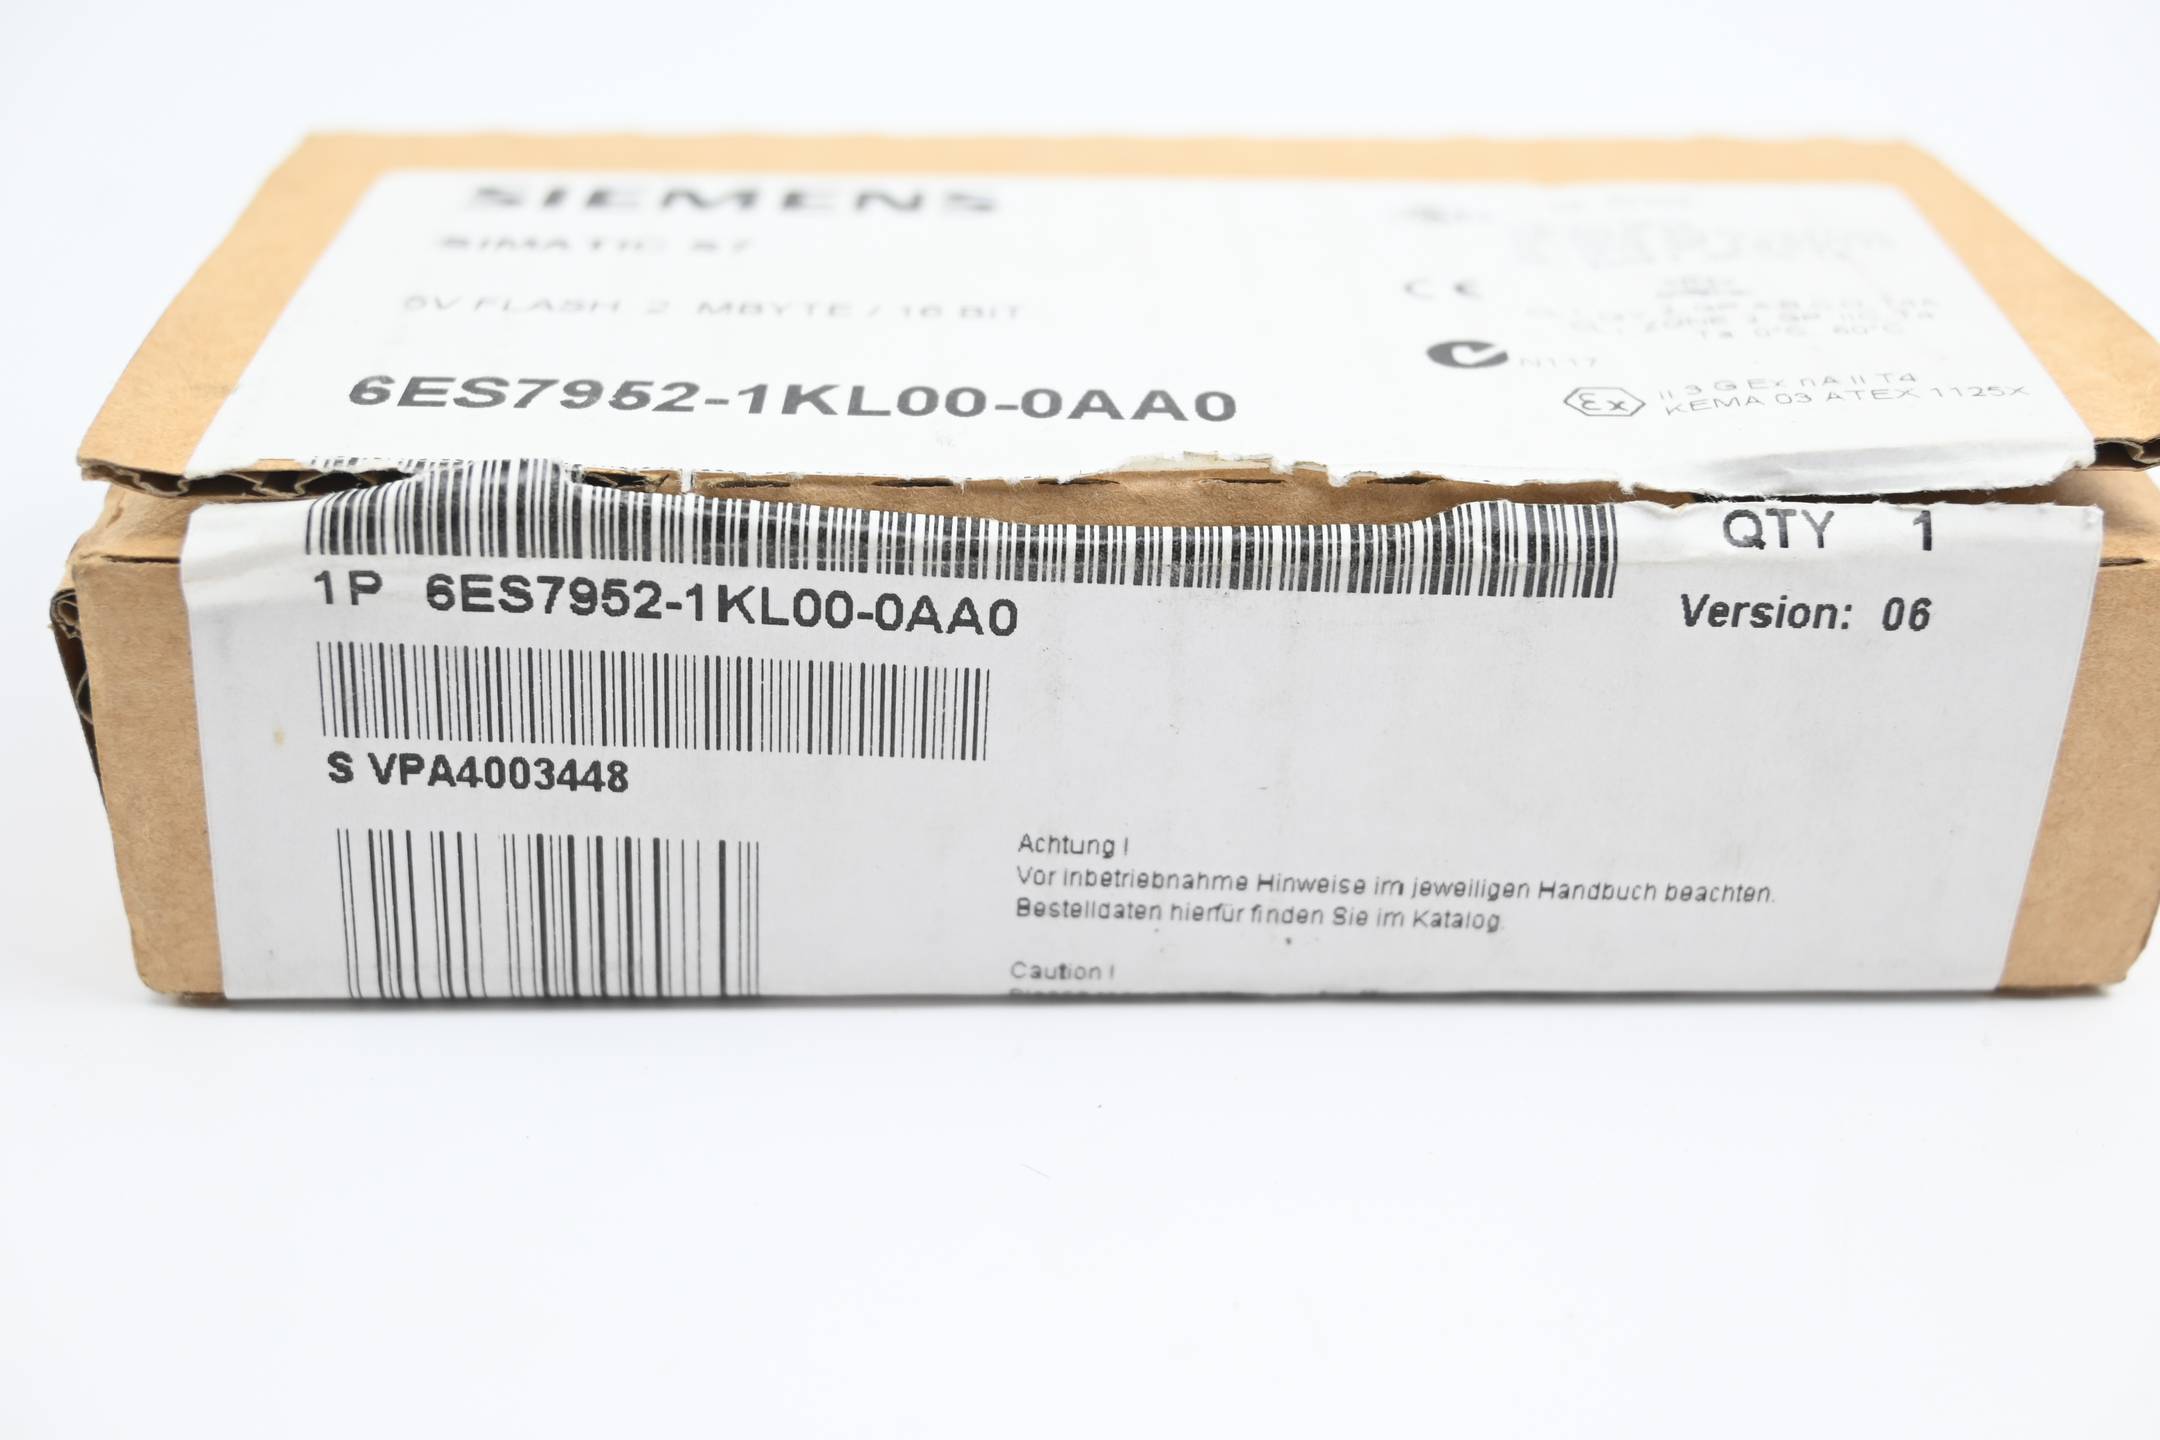 SIEMENS
SIMATIC S7
5V FLASH 2 MBYTE / 16 BIT
6ES7952-1KL00-0AA0
CE
N117
Ex
II 3 G Ex nA II T4
KEMA 03 ATEX 1125X
QTY 1
1P 6ES7952-1KL00-0AA0
Version: 06
S VPA4003448
Achtung !
Vor Inbetriebnahme Hinweise im jeweiligen Handbuch beachten.
Bestelldaten hierfür finden Sie im Katalog.
Caution !